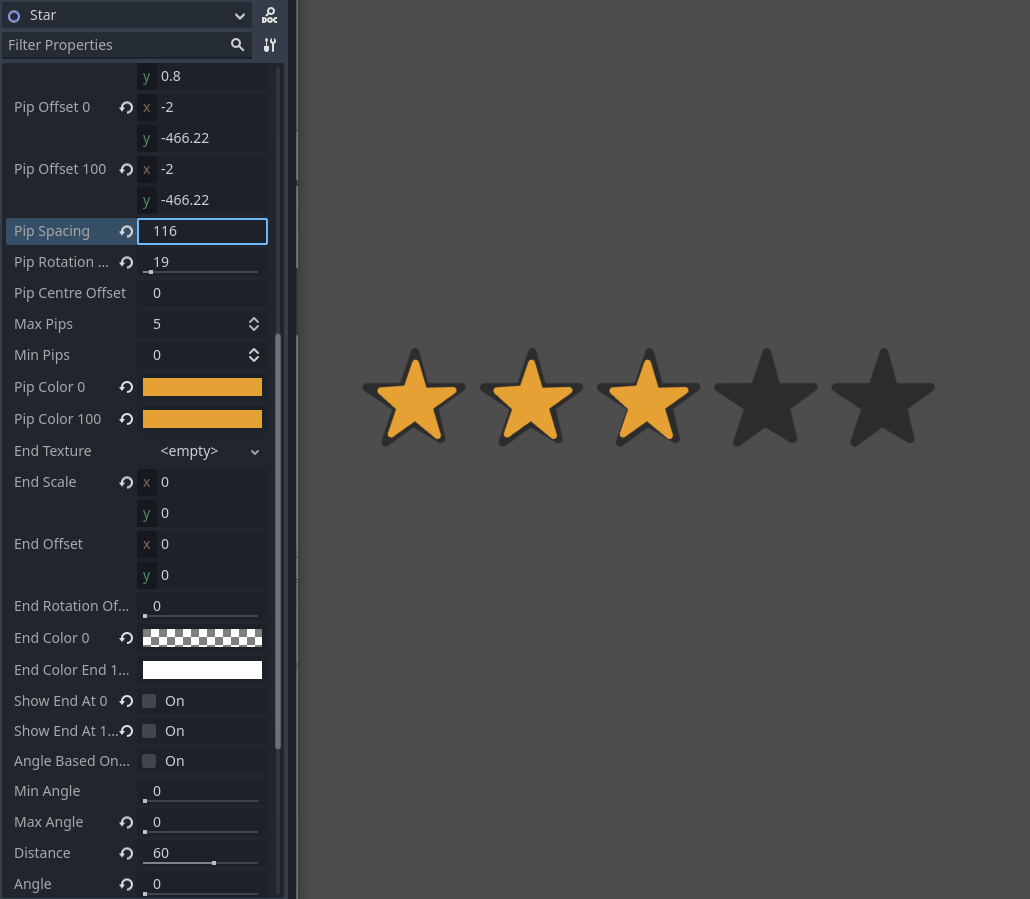 Star
DOC
Filter Properties
y 0.8
Pip Offset 0 x -2
y -466.22
Pip Offset 100 x -2
y -466.22
Pip Spacing 116
Pip Rotation ... 19
Pip Centre Offset 0
Max Pips 5
Min Pips 0
Pip Color 0
Pip Color 100
End Texture <empty>
End Scale x 0
y 0
End Offset x 0
y 0
End Rotation Of... 0
End Color 0
End Color End 1...
Show End At 0 On
Show End At 1... On
Angle Based On... On
Min Angle 0
Max Angle 0
Distance 60
Angle 0